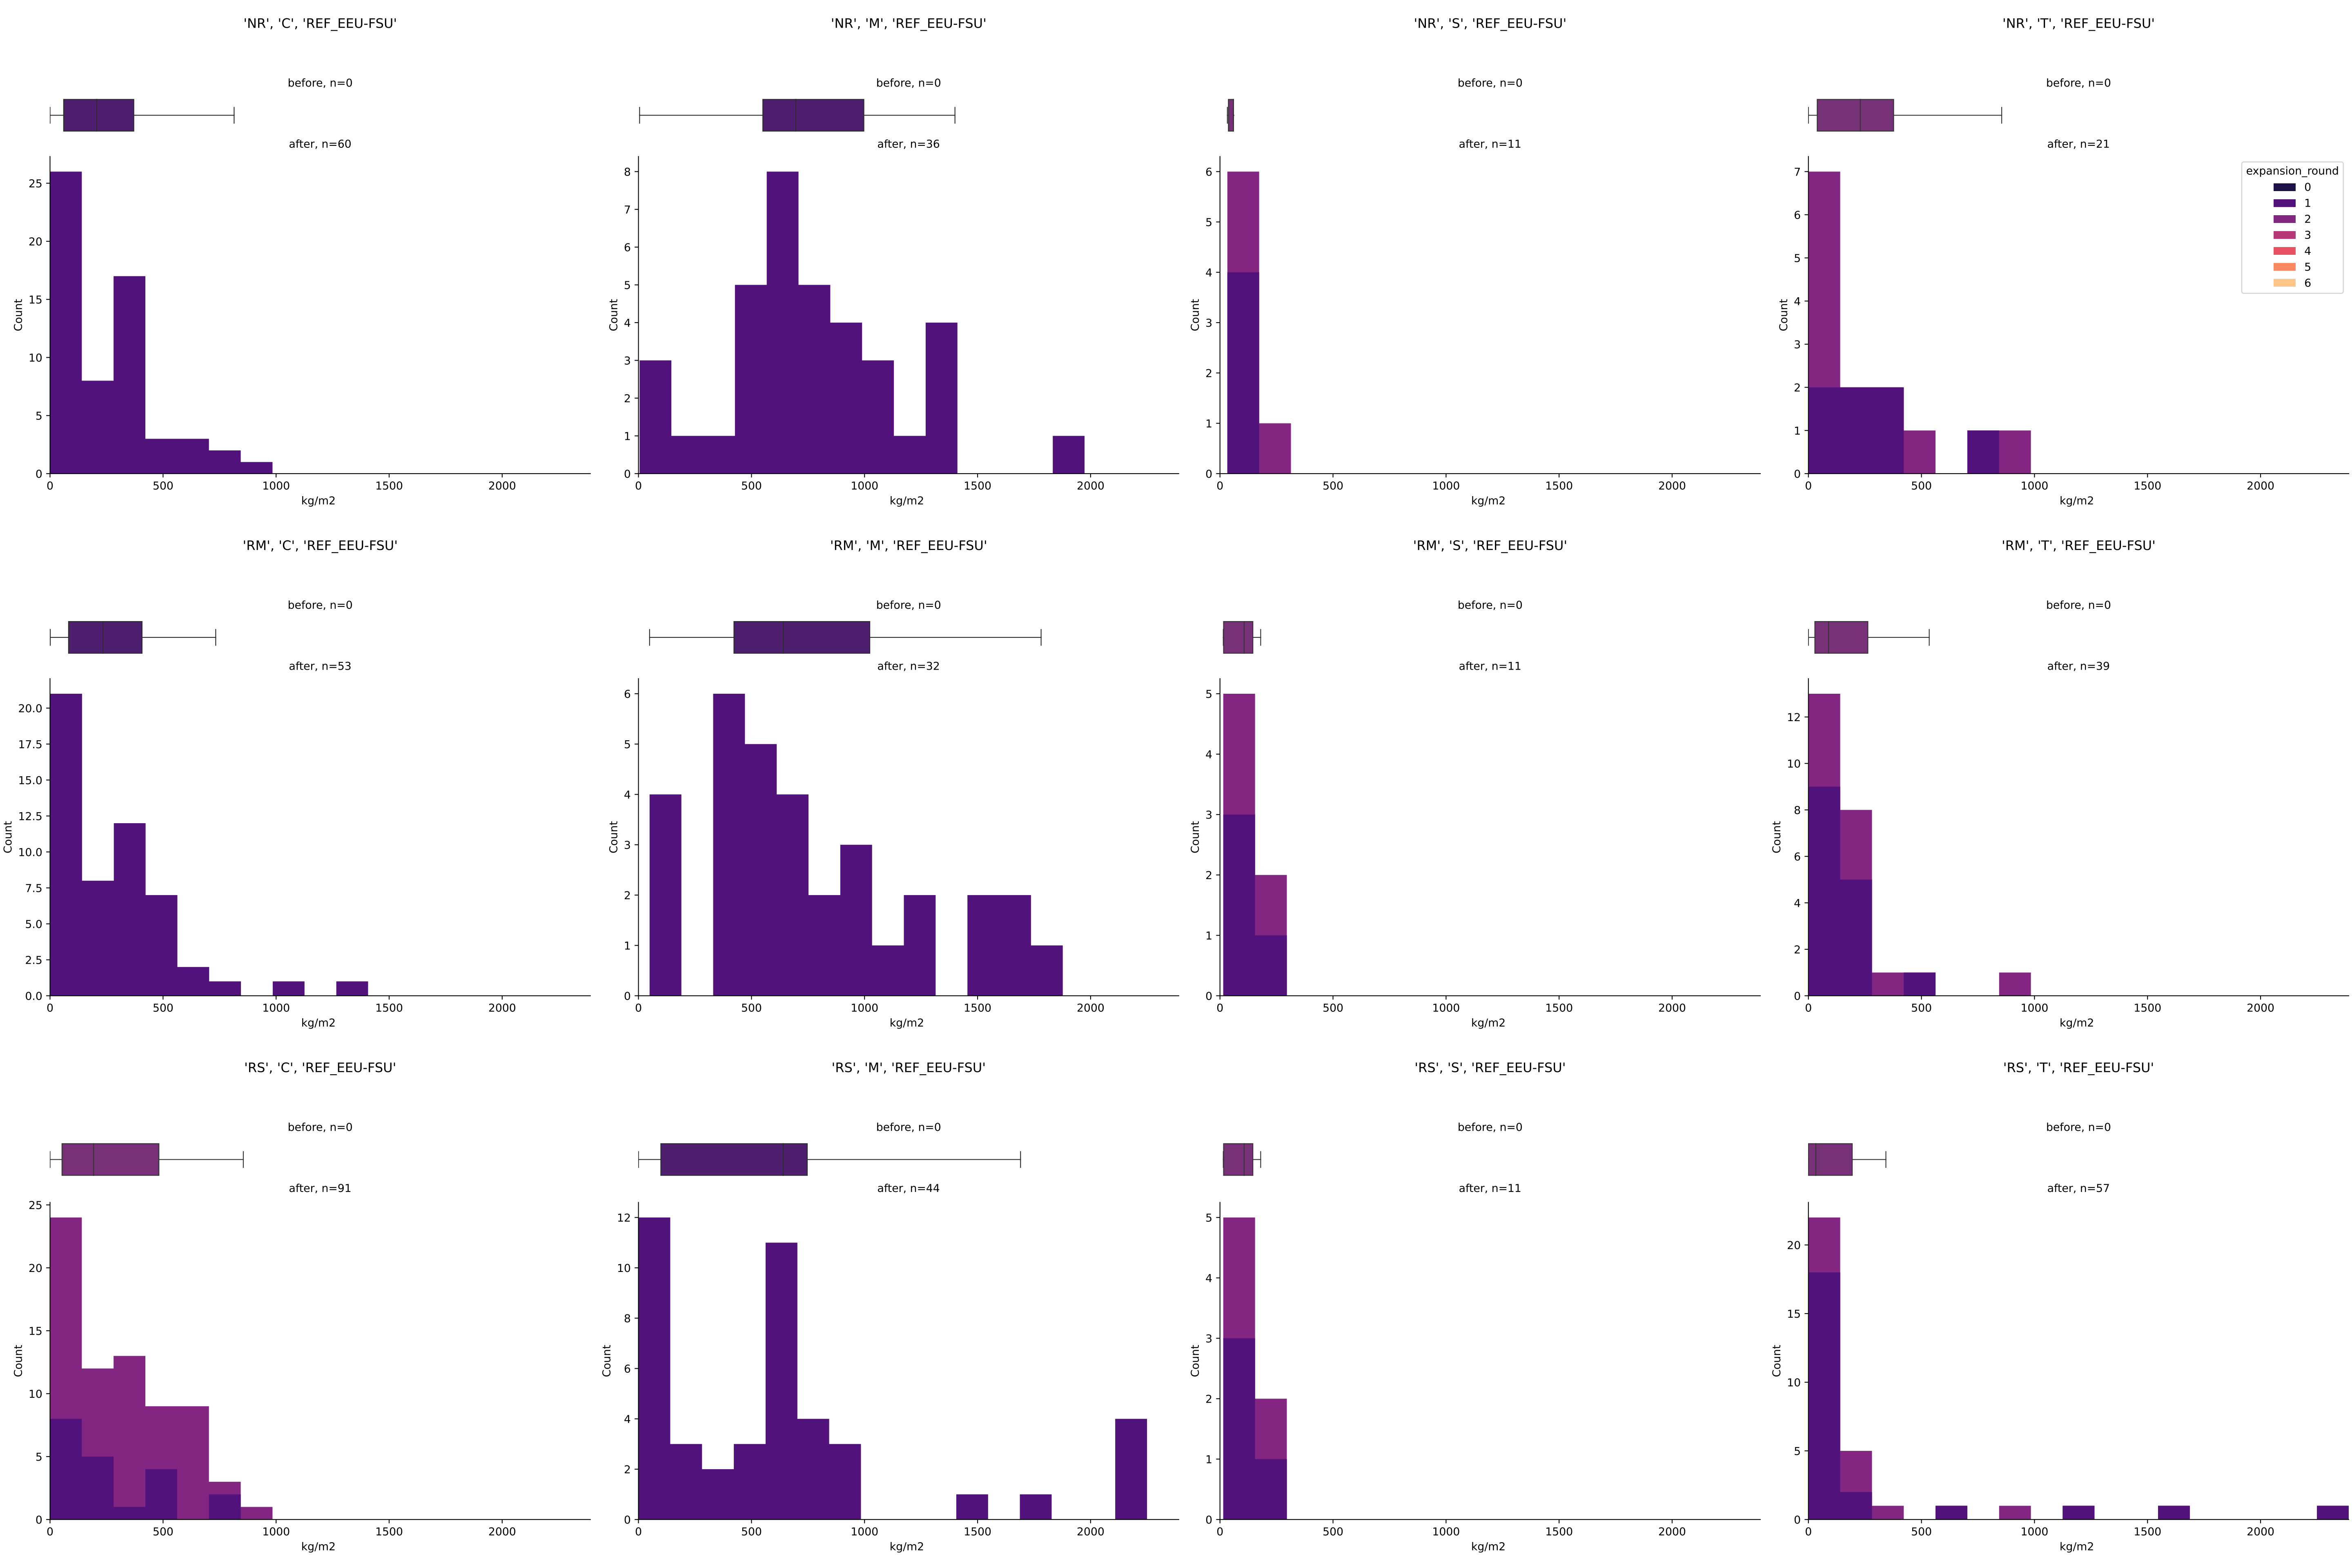 'NR', 'C', 'REF_EEU-FSU'
before, n=0
after, n=60
25
20
15
10
5
0
Count
0 500 1000 1500 2000
kg/m2
'NR', 'M', 'REF_EEU-FSU'
before, n=0
after, n=36
8
7
6
5
4
3
2
1
0
Count
0 500 1000 1500 2000
kg/m2
'NR', 'S', 'REF_EEU-FSU'
before, n=0
after, n=11
6
5
4
3
2
1
0
Count
0 500 1000 1500 2000
kg/m2
'NR', 'T', 'REF_EEU-FSU'
before, n=0
after, n=21
7
6
5
4
3
2
1
0
Count
0 500 1000 1500 2000
kg/m2
expansion_round
0
1
2
3
4
5
6
'RM', 'C', 'REF_EEU-FSU'
before, n=0
after, n=53
20.0
17.5
15.0
12.5
10.0
7.5
5.0
2.5
0.0
Count
0 500 1000 1500 2000
kg/m2
'RM', 'M', 'REF_EEU-FSU'
before, n=0
after, n=32
6
5
4
3
2
1
0
Count
0 500 1000 1500 2000
kg/m2
'RM', 'S', 'REF_EEU-FSU'
before, n=0
after, n=11
5
4
3
2
1
0
Count
0 500 1000 1500 2000
kg/m2
'RM', 'T', 'REF_EEU-FSU'
before, n=0
after, n=39
12
10
8
6
4
2
0
Count
0 500 1000 1500 2000
kg/m2
'RS', 'C', 'REF_EEU-FSU'
before, n=0
after, n=91
25
20
15
10
5
0
Count
0 500 1000 1500 2000
kg/m2
'RS', 'M', 'REF_EEU-FSU'
before, n=0
after, n=44
12
10
8
6
4
2
0
Count
0 500 1000 1500 2000
kg/m2
'RS', 'S', 'REF_EEU-FSU'
before, n=0
after, n=11
5
4
3
2
1
0
Count
0 500 1000 1500 2000
kg/m2
'RS', 'T', 'REF_EEU-FSU'
before, n=0
after, n=57
20
15
10
5
0
Count
0 500 1000 1500 2000
kg/m2